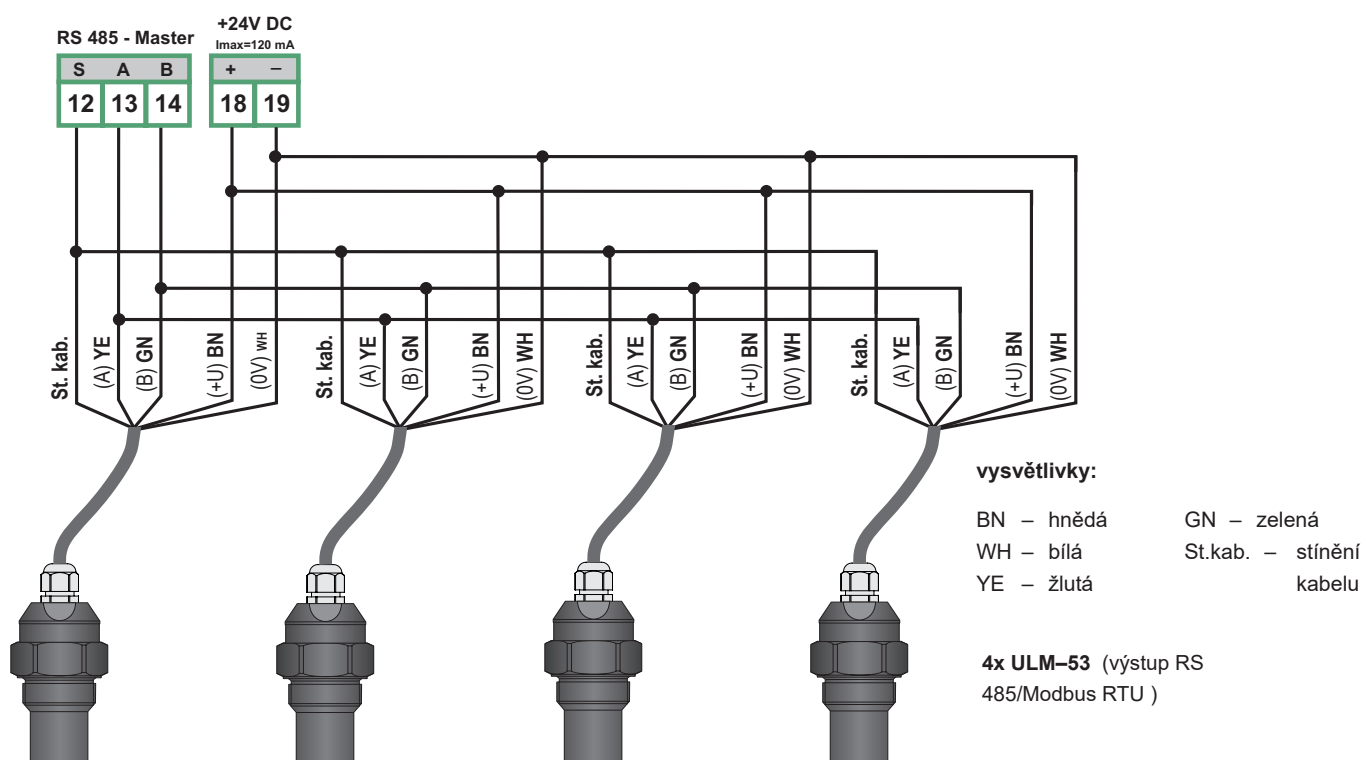 +24V DC
RS 485 - Master
Imax=120 mA
S A B
+ –
12 13 14
18 19
St. kab.
(A) YE
(B) GN
(+U) BN
(0V) WH
St. kab.
(A) YE
(B) GN
(+U) BN
(0V) WH
St. kab.
(A) YE
(B) GN
(+U) BN
(0V) WH
St. kab.
(A) YE
(B) GN
(+U) BN
(0V) WH
vysvětlivky:
BN – hnědá
GN – zelená
WH – bílá
St.kab. – stínění
YE – žlutá
kabelu
4x ULM–53 (výstup RS
485/Modbus RTU )